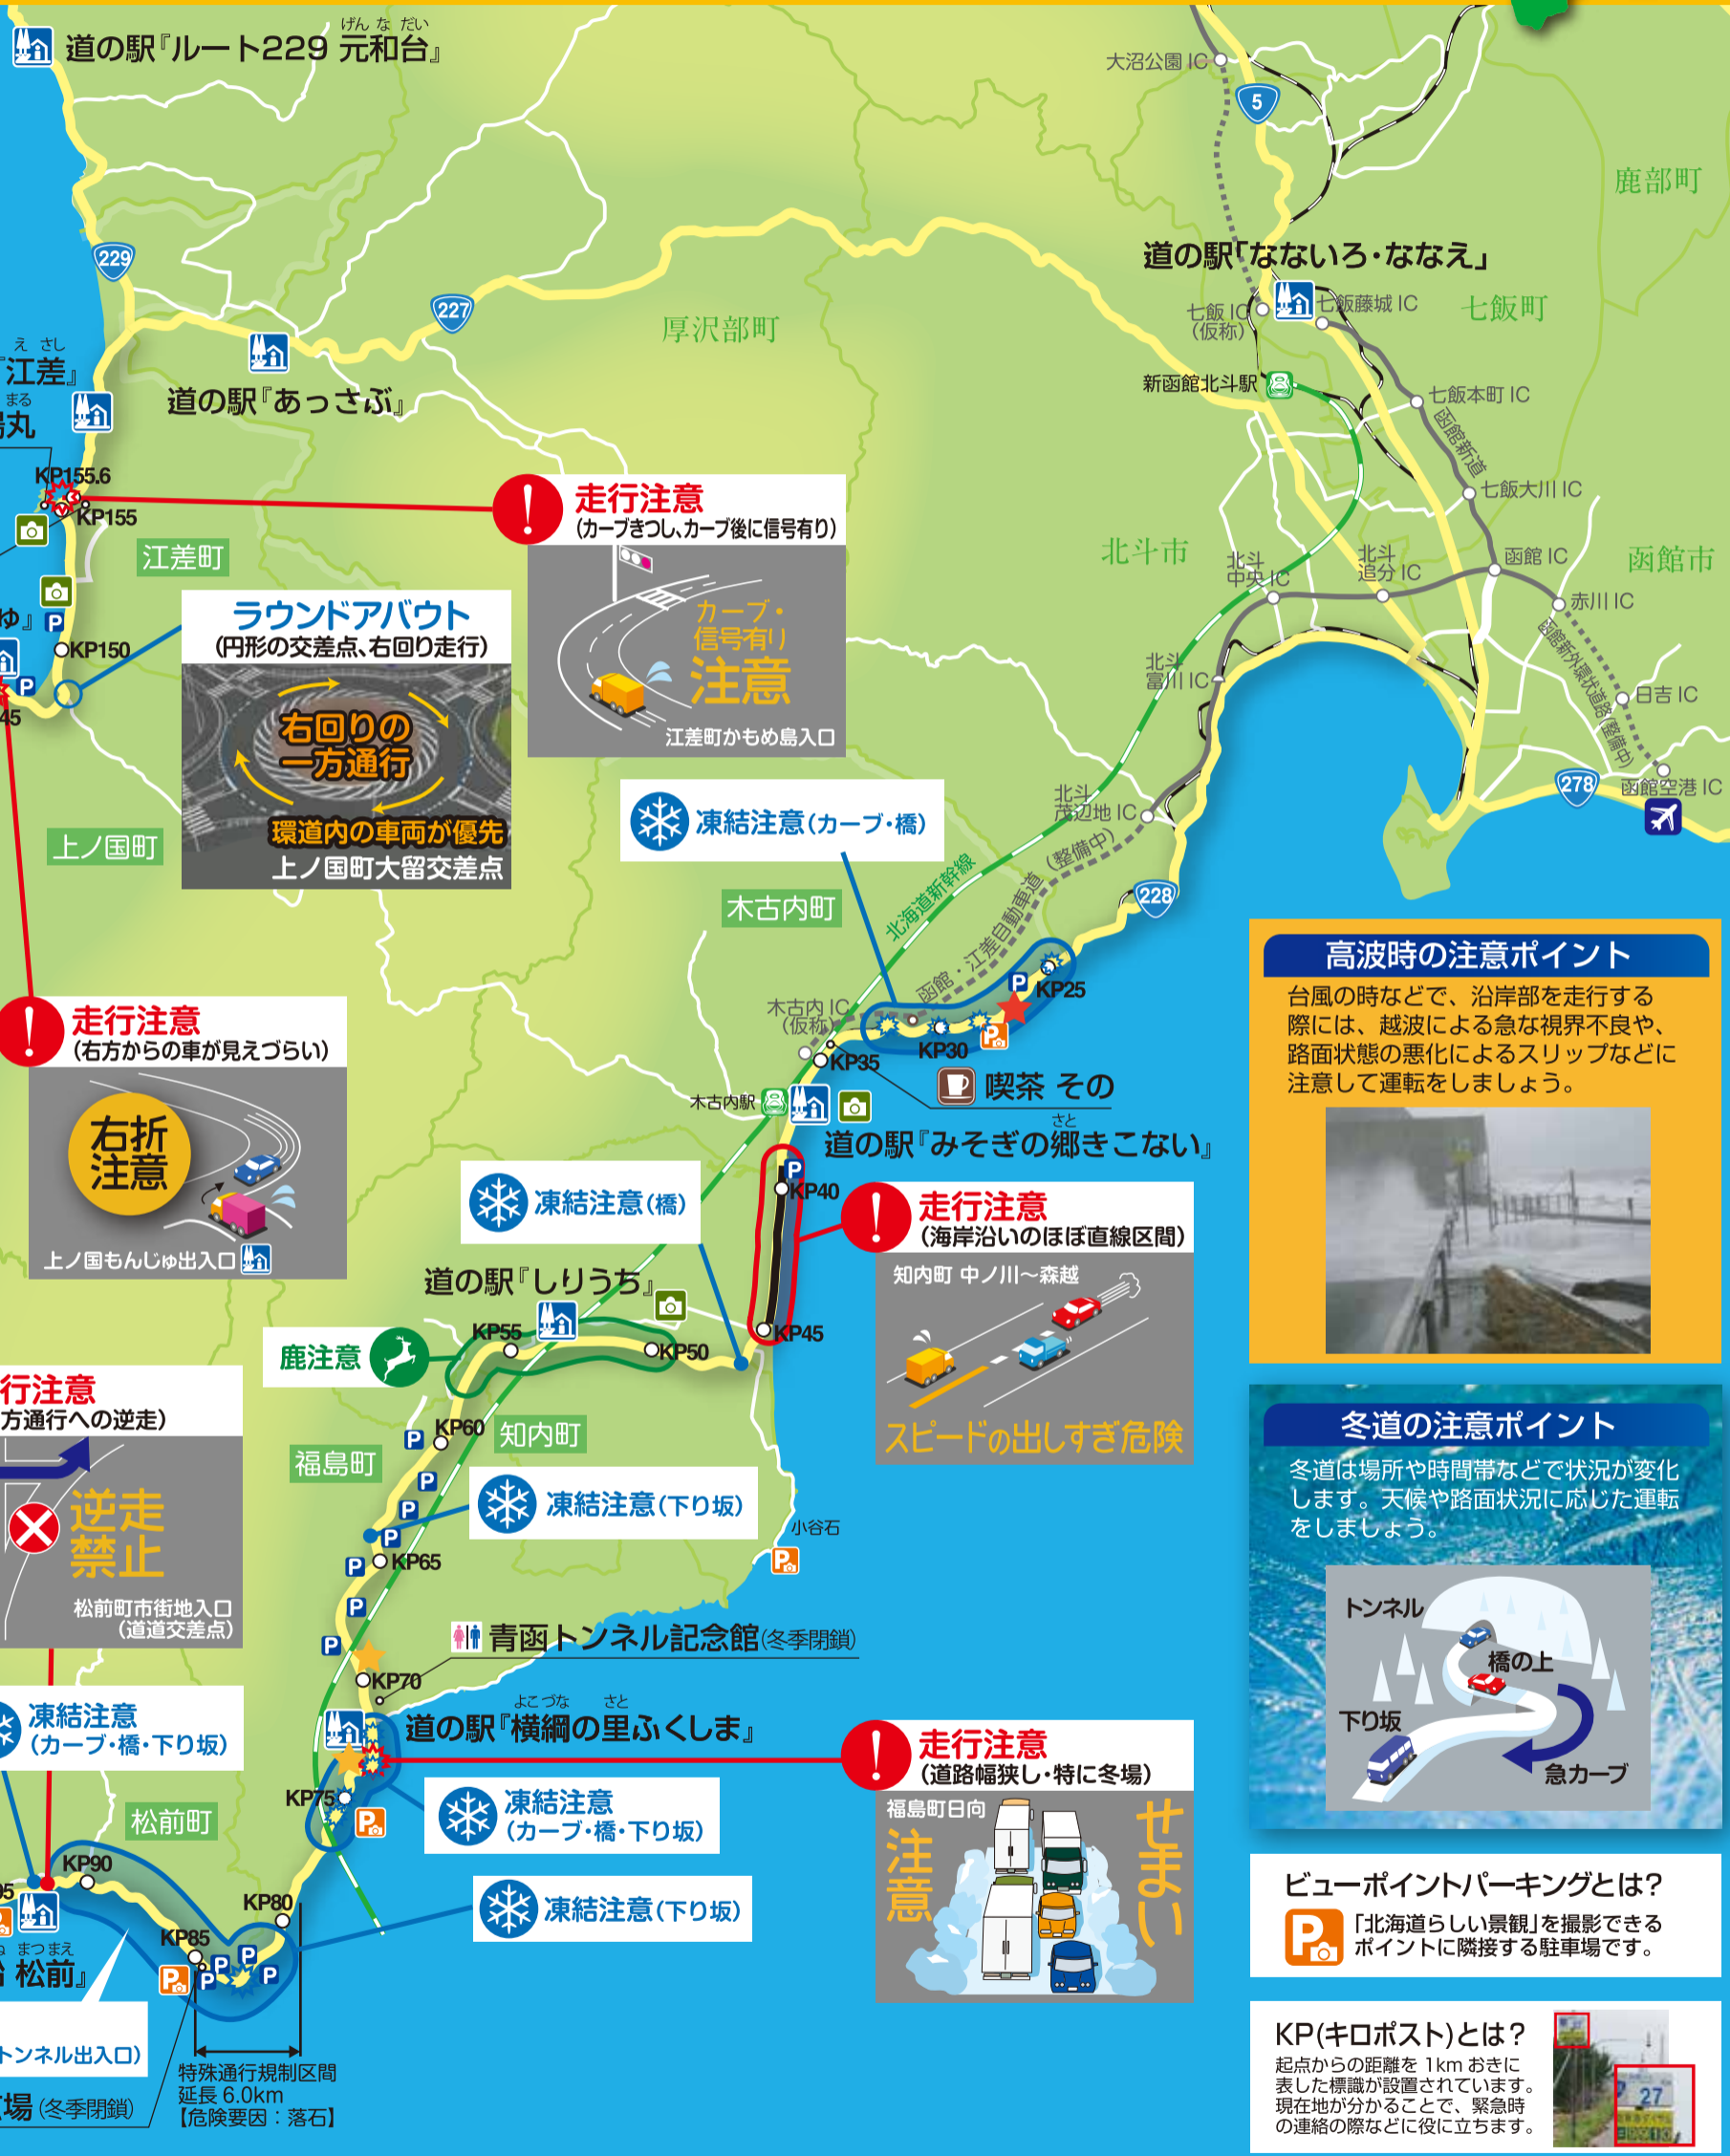 げん な だい
道の駅『ルート229 元和台』
大沼公園 IC
5
鹿部町
229
227
厚沢部町
道の駅「なないろ・ななえ」
七飯 IC
(仮称)
七飯藤城 IC
七飯町
え さし
『江差』
まる
丸
道の駅『あっさぶ』
新函館北斗駅
七飯本町 IC
函館新道
KP155.6
KP155
江差町
走行注意
(カーブきつし、カーブ後に信号有り)
カーブ・
信号有り
注意
江差町かもめ島入口
七飯大川 IC
北斗市
北斗
中央 IC
北斗
追分 IC
函館 IC
函館市
赤川 IC
函館新外環状道路(整備中)
ゆ』
P
KP150
P
45
ラウンドアバウト
(円形の交差点、右回り走行)
右回りの
一方通行
環道内の車両が優先
上ノ国町大留交差点
北斗
富川 IC
日吉 IC
278
函館空港 IC
上ノ国町
凍結注意(カーブ・橋)
北斗
茂辺地 IC
(整備中)
函館・江差自動車道
北海道新幹線
228
木古内町
木古内 IC
(仮称)
P
KP25
KP30
P
KP35
喫茶 その
木古内駅
さと
道の駅『みそぎの郷きこない』
高波時の注意ポイント
台風の時などで、沿岸部を走行する
際には、越波による急な視界不良や、
路面状態の悪化によるスリップなどに
注意して運転をしましょう。
走行注意
(右方からの車が見えづらい)
右折
注意
上ノ国もんじゅ出入口
凍結注意(橋)
P
KP40
走行注意
(海岸沿いのほぼ直線区間)
知内町 中ノ川〜森越
スピードの出しすぎ危険
道の駅『しりうち』
KP55
KP50
KP45
鹿注意
行注意
方通行への逆走)
逆走
禁止
松前町市街地入口
(道道交差点)
KP60
P
知内町
福島町
P
P
凍結注意(下り坂)
P
KP65
P
P
P
小谷石
P
冬道の注意ポイント
冬道は場所や時間帯などで状況が変化
します。天候や路面状況に応じた運転
をしましょう。
トンネル
橋の上
下り坂
急カーブ
青函トンネル記念館(冬季閉鎖)
KP70
よこづな さと
道の駅『横綱の里ふくしま』
凍結注意
(カーブ・橋・下り坂)
走行注意
(道路幅狭し・特に冬場)
福島町日向
注意
せまい
KP75
P
凍結注意
(カーブ・橋・下り坂)
松前町
凍結注意(下り坂)
KP90
95
KP80
KP85
P
P
P
P
P
まつまえ
松前』
トンネル出入口)
場(冬季閉鎖)
特殊通行規制区間
延長 6.0km
【危険要因：落石】
ビューポイントパーキングとは?
P
「北海道らしい景観」を撮影できる
ポイントに隣接する駐車場です。
KP(キロポスト)とは?
起点からの距離を 1km おきに
表した標識が設置されています。
現在地が分かることで、緊急時
の連絡の際などに役に立ちます。
27